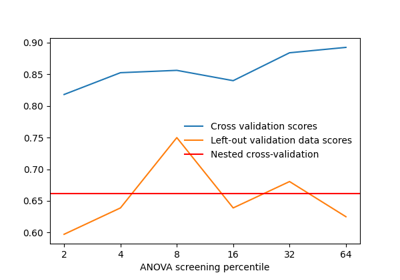 0.90
0.85
0.80
0.75
0.70
0.65
0.60
Cross validation scores
Left-out validation data scores
Nested cross-validation
2 4 8 16 32 64
ANOVA screening percentile